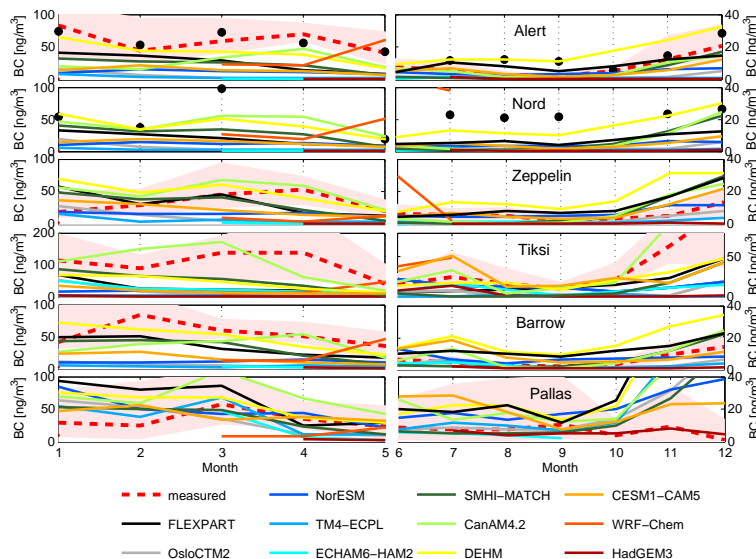 BC [ng/m³] 100 50 0 Alert 40 20 0 BC [ng/m³]
BC [ng/m³] 100 50 0 Nord 40 20 0 BC [ng/m³]
BC [ng/m³] 100 50 0 Zeppelin 40 20 0 BC [ng/m³]
BC [ng/m³] 200 100 0 Tiksi 50 0 BC [ng/m³]
BC [ng/m³] 100 50 0 Barrow 40 20 0 BC [ng/m³]
BC [ng/m³] 100 50 0 Pallas 40 20 0 BC [ng/m³]
1 2 3 4 5 6 7 8 9 10 11 12
Month Month
measured NorESM SMHI−MATCH CESM1−CAM5
FLEXPART TM4−ECPL CanAM4.2 WRF−Chem
OsloCTM2 ECHAM6−HAM2 DEHM HadGEM3